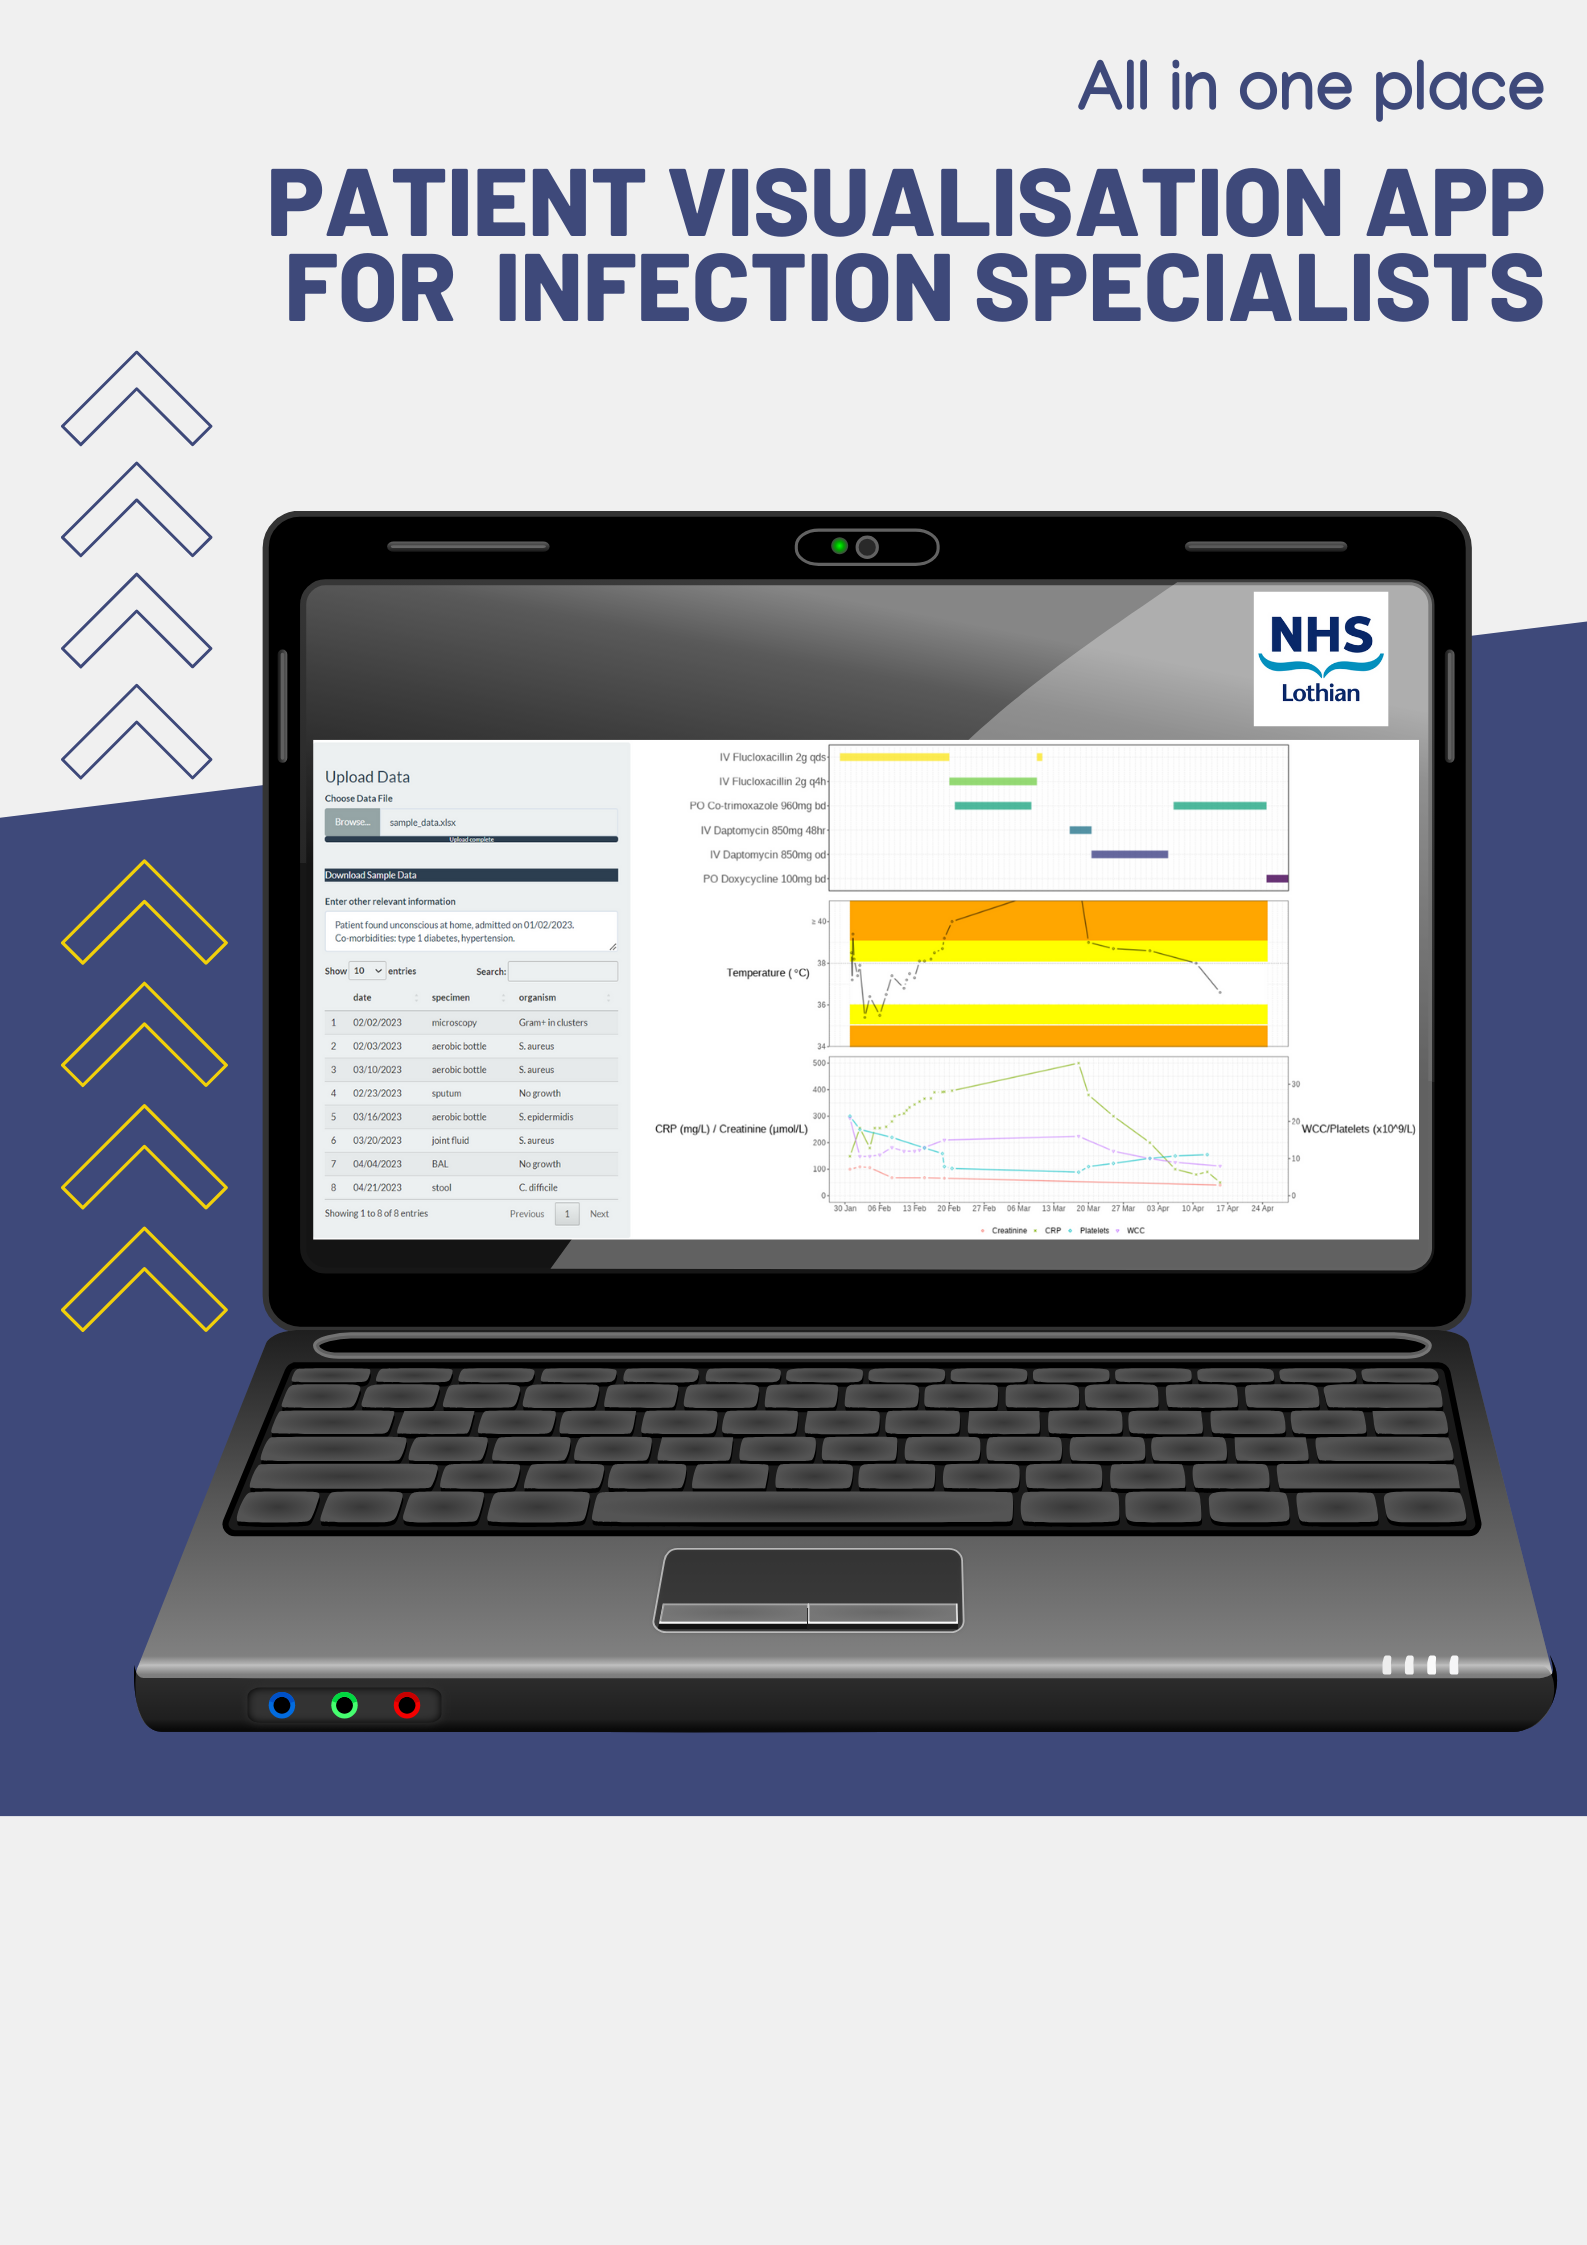 All in one place
PATIENT VISUALISATION APP
FOR INFECTION SPECIALISTS
NHS
Lothian
Upload Data
Choose Data File
Browse... sample_data.xlsx
Upload complete
Download Sample Data
Enter other relevant information
Patient found unconscious at home, admitted on 01/02/2023.
Co-morbidities: type 1 diabetes, hypertension.
Show 10 entries Search:
date specimen organism
1 02/02/2023 microscopy Gram+ in clusters
2 02/03/2023 aerobic bottle S. aureus
3 03/10/2023 aerobic bottle S. aureus
4 02/23/2023 sputum No growth
5 03/16/2023 aerobic bottle S. epidermidis
6 03/20/2023 joint fluid S. aureus
7 04/04/2023 BAL No growth
8 04/21/2023 stool C. difficile
Showing 1 to 8 of 8 entries Previous 1 Next
IV Flucloxacillin 2g qds
IV Flucloxacillin 2g q4h
PO Co-trimoxazole 960mg bd
IV Daptomycin 850mg 48hr
IV Daptomycin 850mg od
PO Doxycycline 100mg bd
≥ 40
38
Temperature (°C)
36
34
500
400
300
CRP (mg/L) / Creatinine (µmol/L)
200
100
0
30
20
WCC/Platelets (x10^9/L)
10
0
30 Jan 06 Feb 13 Feb 20 Feb 27 Feb 06 Mar 13 Mar 20 Mar 27 Mar 03 Apr 10 Apr 17 Apr 24 Apr
Creatinine CRP Platelets WCC